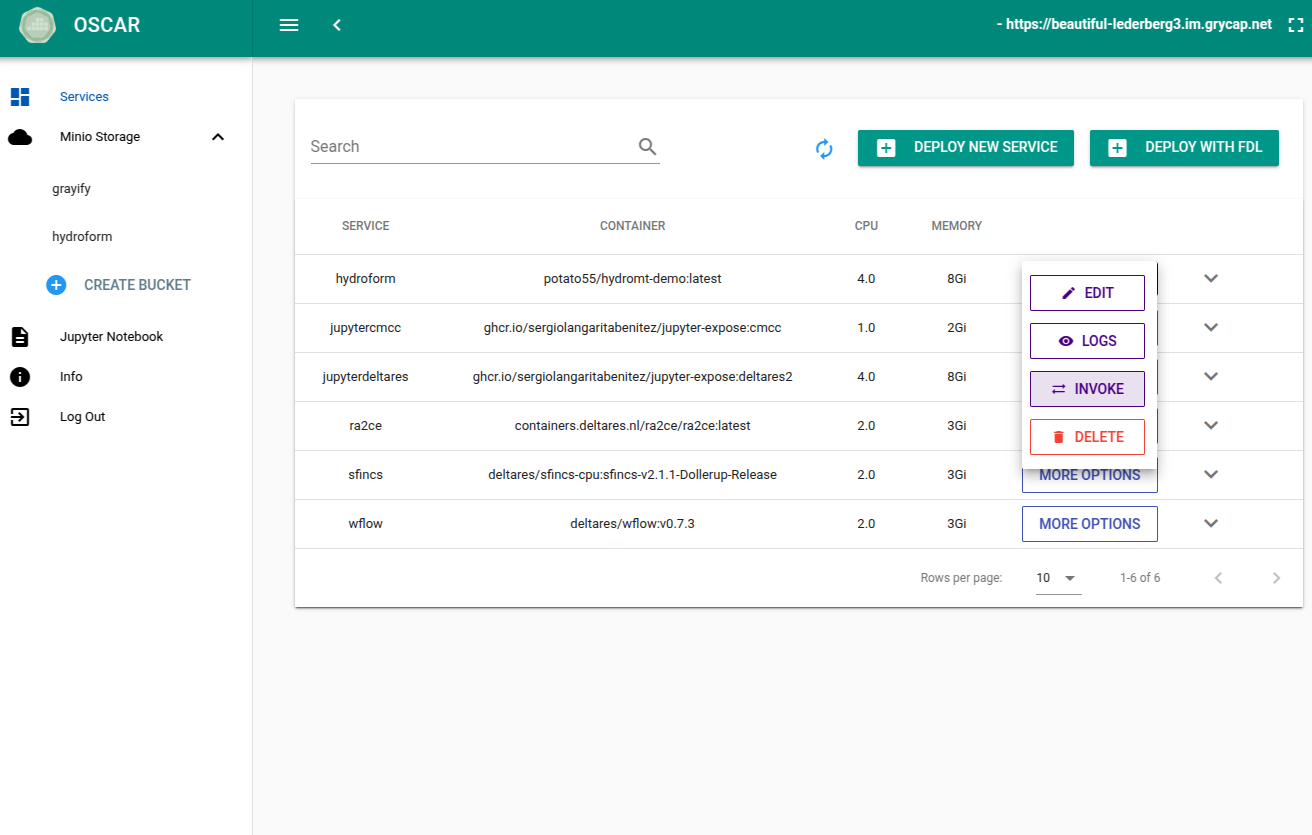 OSCAR
- https://beautiful-lederberg3.im.grycap.net
Services
Minio Storage
grayify
hydroform
CREATE BUCKET
Jupyter Notebook
Info
Log Out
Search
DEPLOY NEW SERVICE
DEPLOY WITH FDL
SERVICE CONTAINER CPU MEMORY
hydroform potato55/hydromt-demo:latest 4.0 8Gi
jupytercmcc ghcr.io/sergiolangaritabenitez/jupyter-expose:cmcc 1.0 2Gi
jupyterdeltares ghcr.io/sergiolangaritabenitez/jupyter-expose:deltares2 4.0 8Gi
ra2ce containers.deltares.nl/ra2ce/ra2ce:latest 2.0 3Gi
sfincs deltares/sfincs-cpu:sfincs-v2.1.1-Dollerup-Release 2.0 3Gi MORE OPTIONS
wflow deltares/wflow:v0.7.3 2.0 3Gi MORE OPTIONS
EDIT
LOGS
INVOKE
DELETE
Rows per page: 10 1-6 of 6